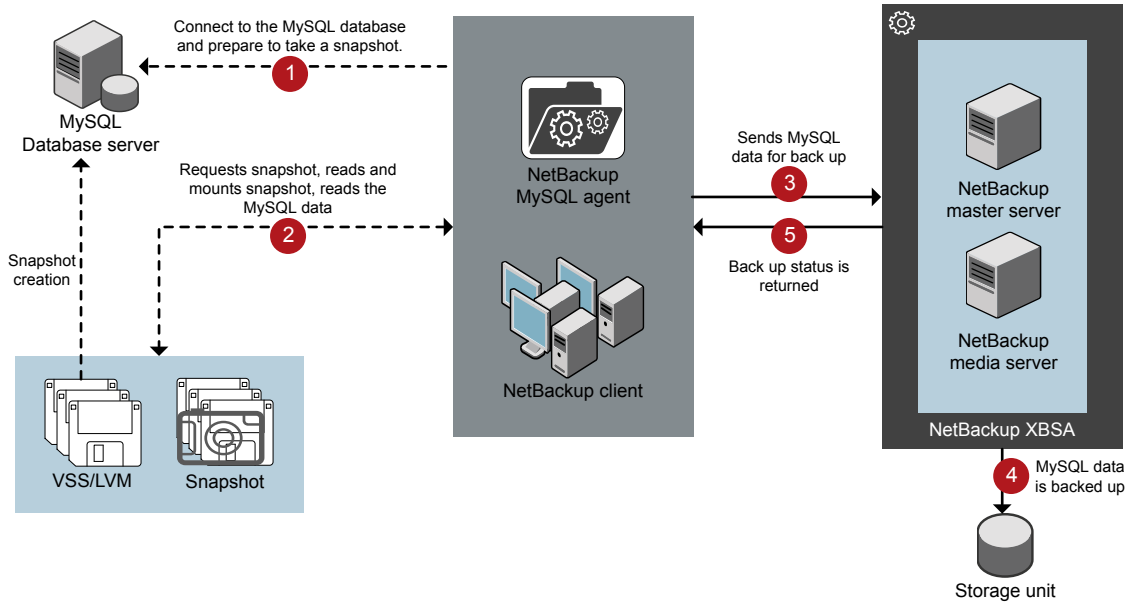 Connect to the MySQL database
and prepare to take a snapshot.
1
MySQL
Database server
Requests snapshot, reads and
mounts snapshot, reads the
MySQL data
2
Snapshot
creation
VSS/LVM
Snapshot
NetBackup
MySQL agent
NetBackup client
Sends MySQL
data for back up
3
5
Back up status is
returned
NetBackup
master server
NetBackup
media server
NetBackup XBSA
4
MySQL data
is backed up
Storage unit